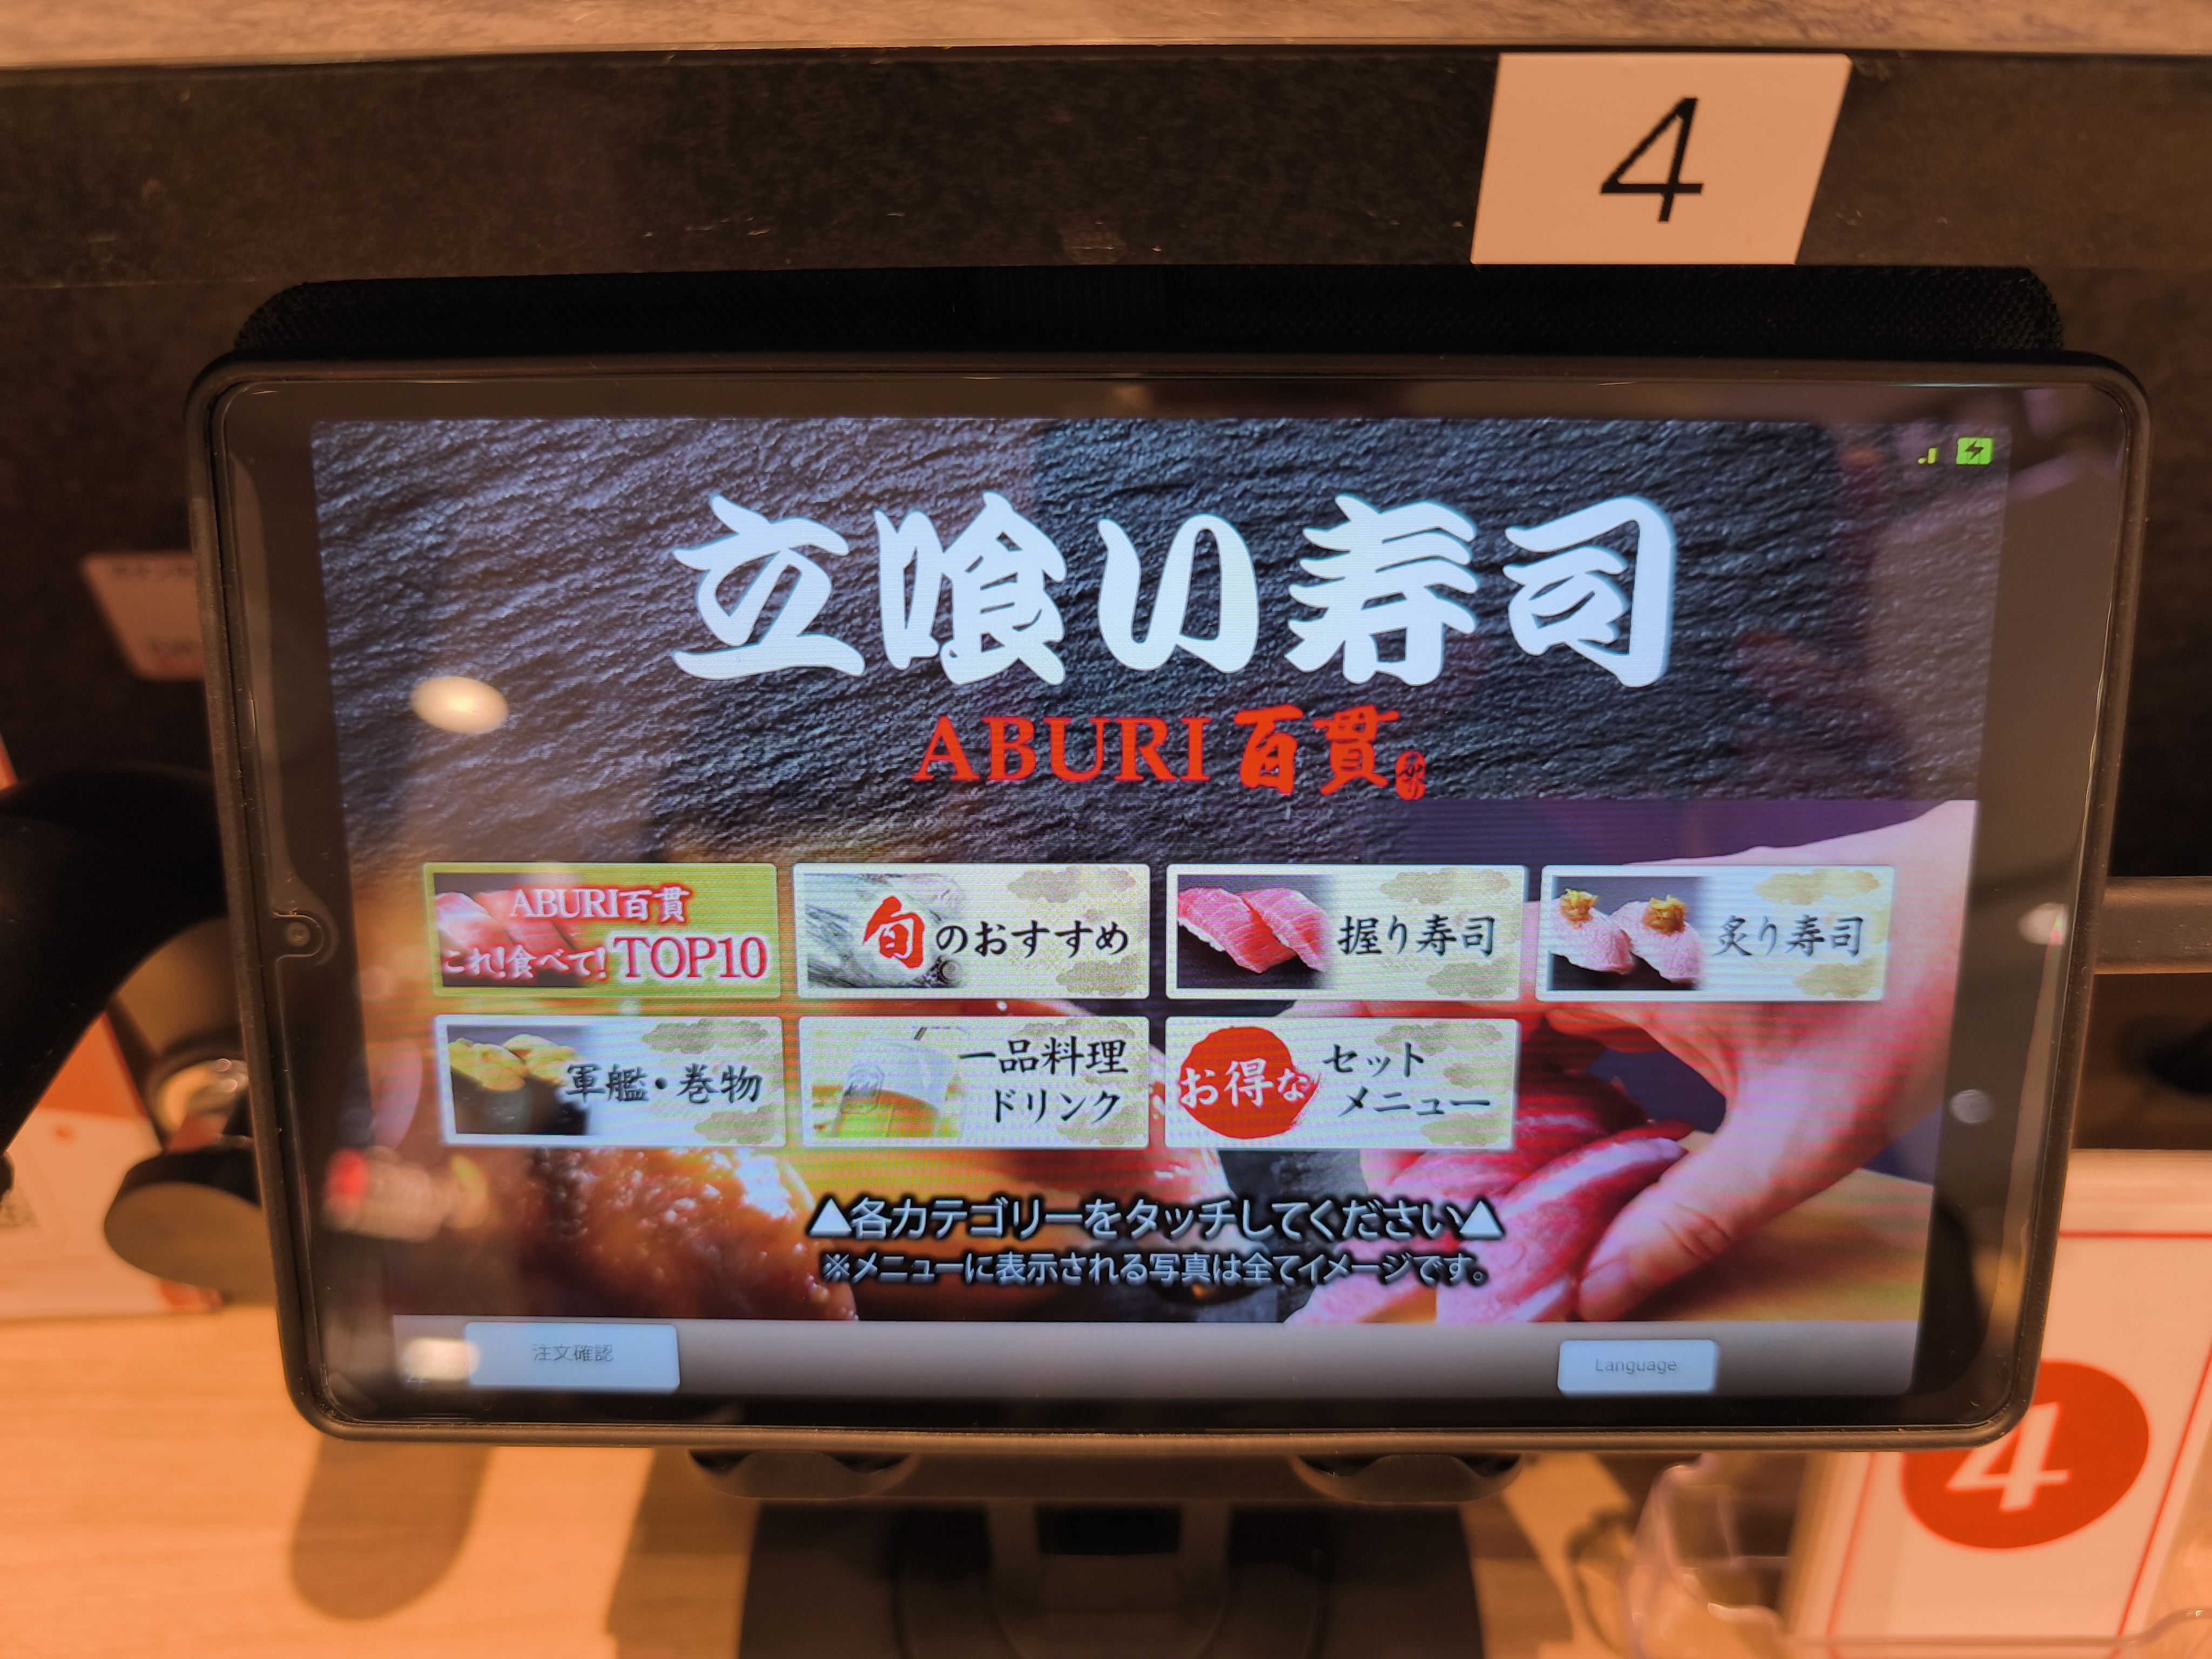 4
立喰い寿司
ABURI百貫
ABURI百貫
これ!食べて!TOP10
旬のおすすめ
握り寿司
炙り寿司
軍艦・巻物
一品料理
ドリンク
お得な
セット
メニュー
▲各カテゴリーをタッチしてください▲
※メニューに表示される写真は全てイメージです。
注文確認
Language
4